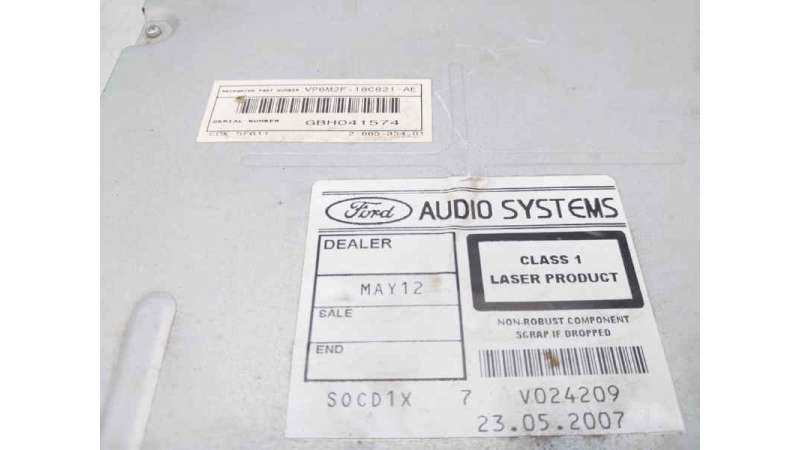 VP6M2F-18C821-AE
SERIAL NUMBER GBH041574
Ford AUDIO SYSTEMS
DEALER
MAY12
SALE
END
CLASS 1
LASER PRODUCT
NON-ROBUST COMPONENT
SCRAP IF DROPPED
SOCD1X 7 V024209
23.05.2007